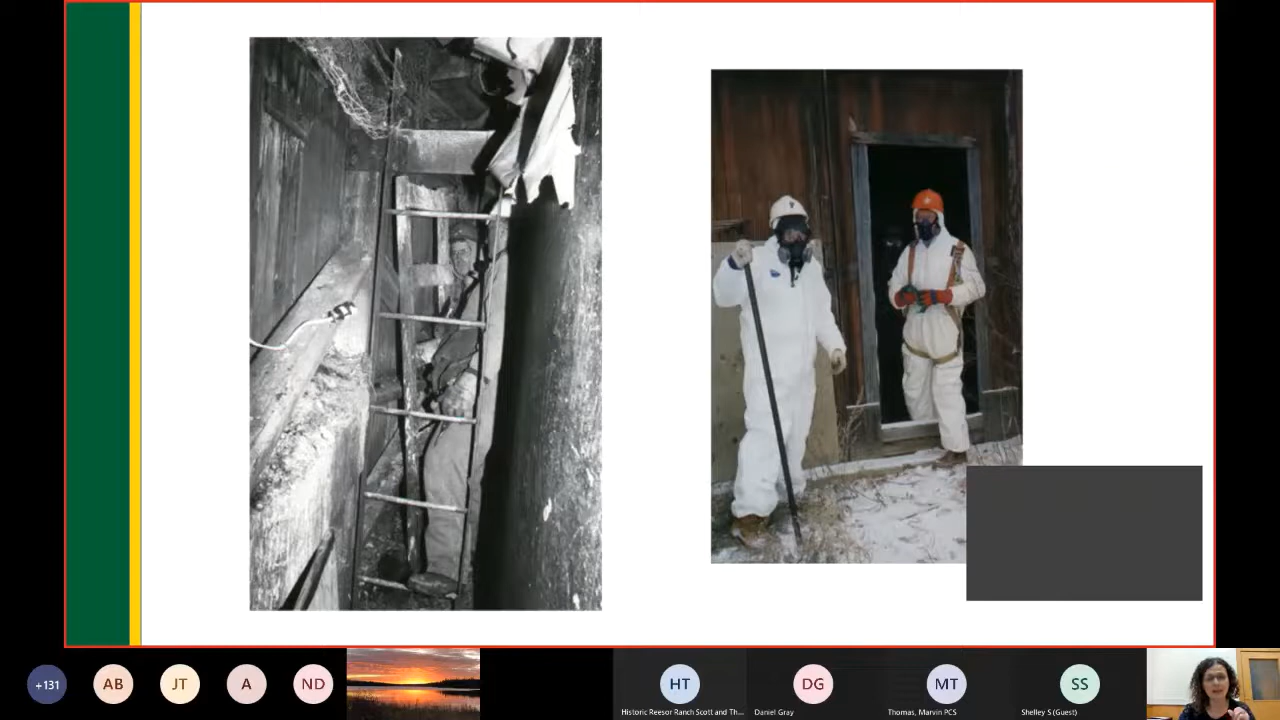 +131
AB
JT
A
ND
HT
DG
MT
SS
Historic Reesor Ranch Scott and Th...
Daniel Gray
Thomas, Marvin PCS
Shelley S (Guest)